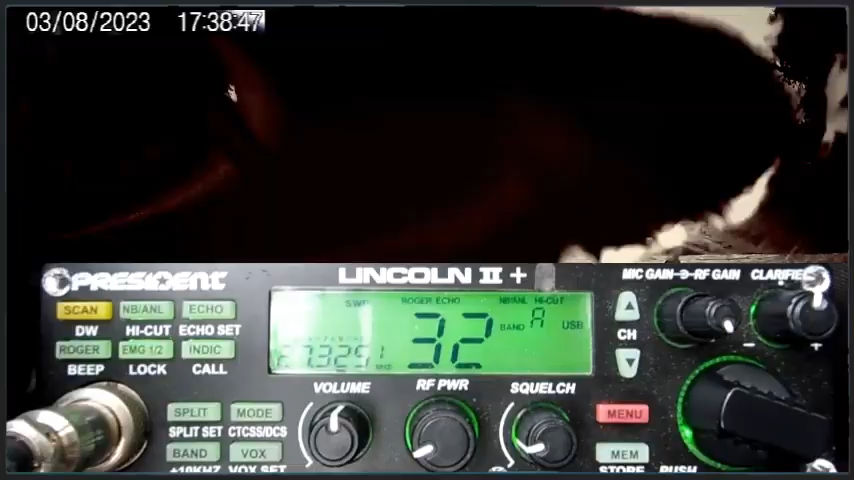 03/08/2023 17:38:47
PRESIDENT
LINCOLN II +
MIC GAIN RF GAIN CLARIFIER
SCAN NB/ANL ECHO
DW HI-CUT ECHO SET
ROGER EMG 1/2 INDIC
BEEP LOCK CALL
SWR ROGER ECHO NB/ANL HI-CUT
32 BAND A USB
CH
- +
VOLUME RF PWR SQUELCH
SPLIT MODE
SPLIT SET CTCSS/DCS
BAND VOX
+10KHZ VOX SET
MENU
MEM
STORE PUSH